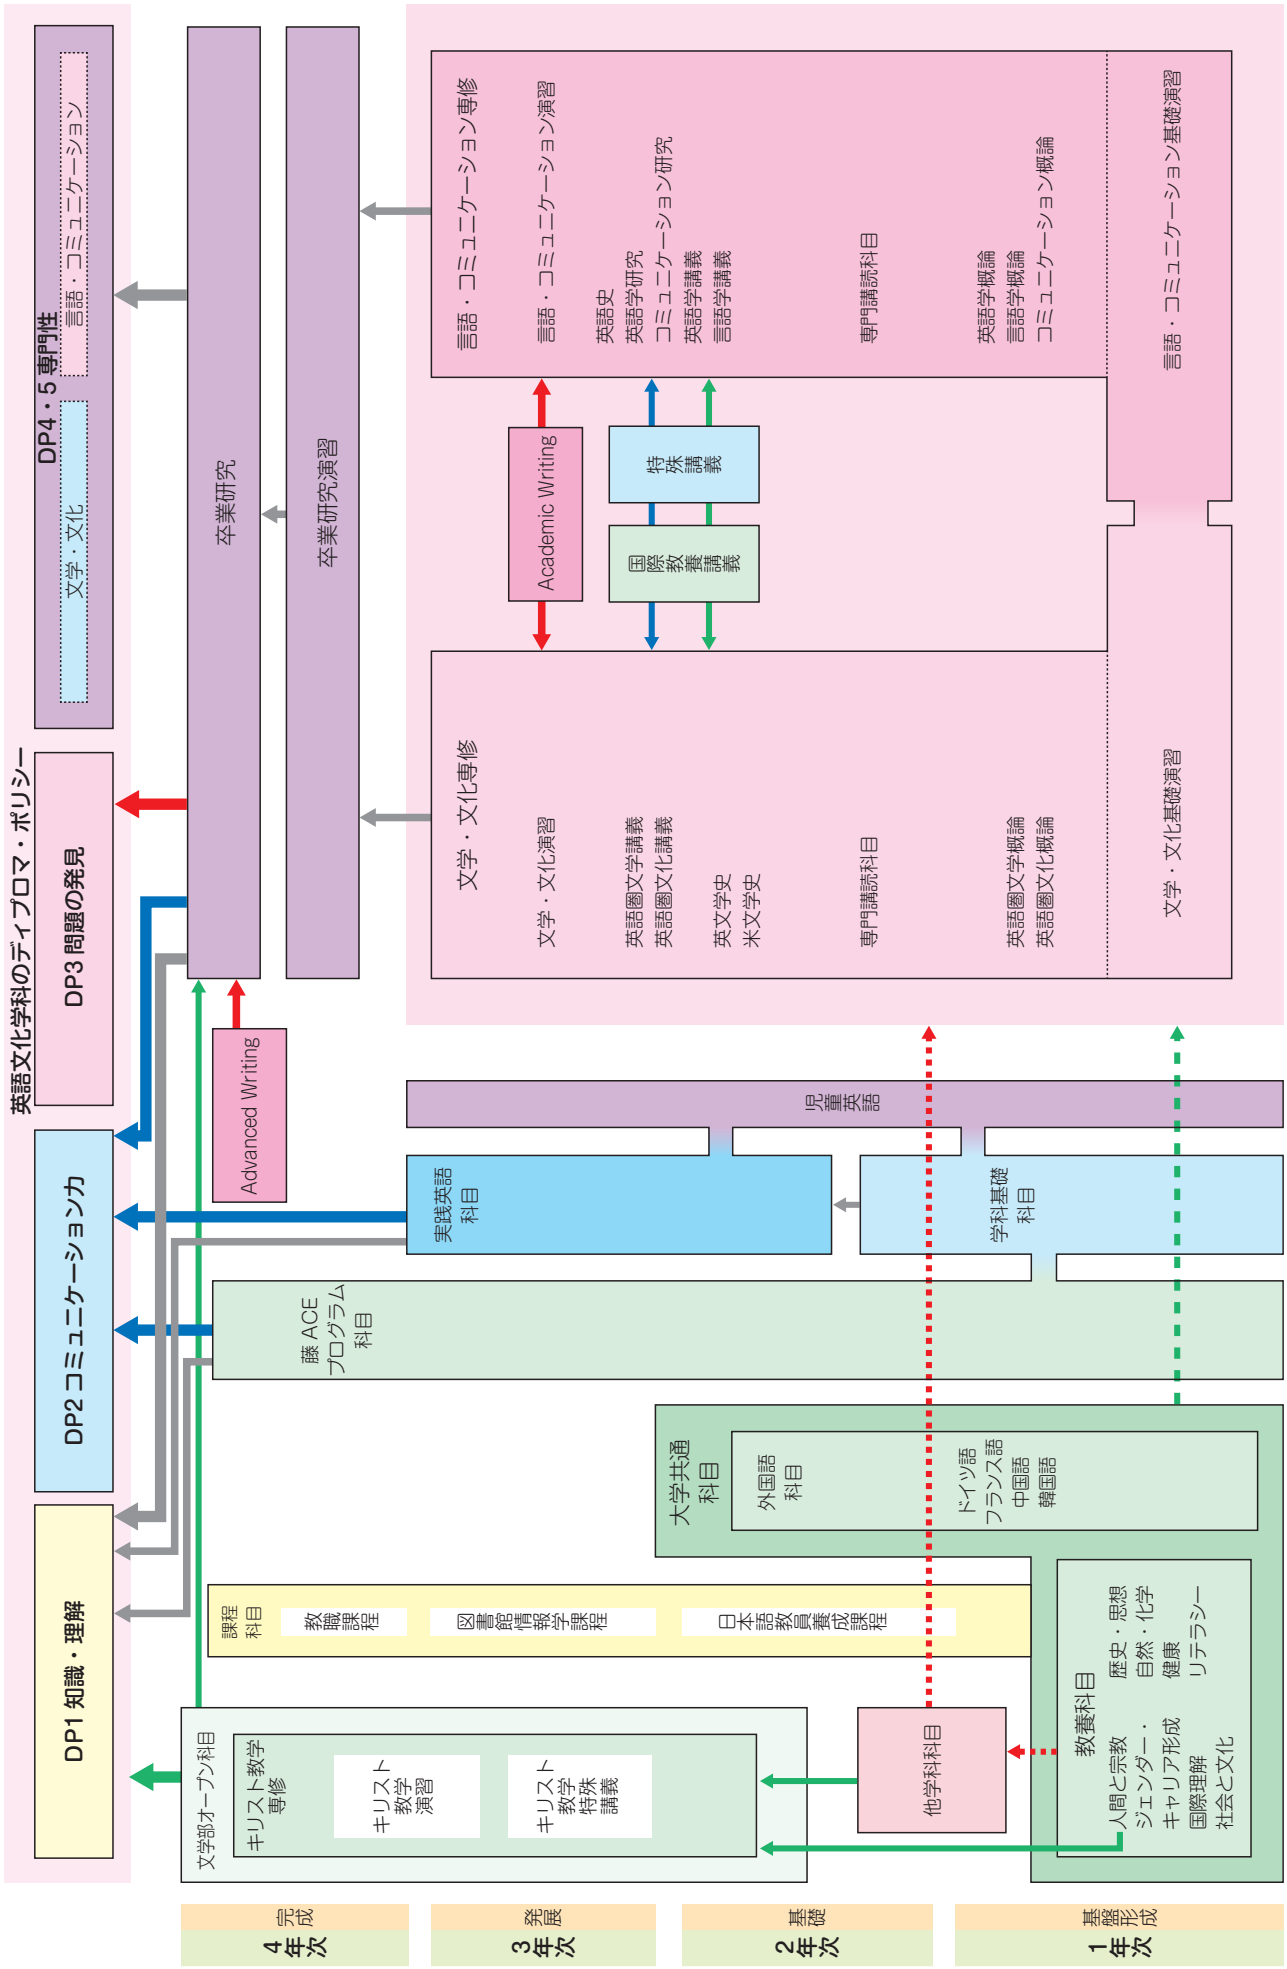 英語文化学科のディプロマ・ポリシー
DP1 知識・理解
DP2 コミュニケーション力
DP3 問題の発見
DP4・5 専門性
文学・文化
言語・コミュニケーション
4年次
完成
3年次
発展
2年次
基礎
1年次
基盤形成
文学部オープン科目
キリスト教学
専修
キリスト
教学
演習
キリスト
教学
特殊
講義
他学科科目
課程
科目
教職課程
図書館情報学課程
日本語教員養成課程
大学共通
科目
外国語
科目
ドイツ語
フランス語
中国語
韓国語
教養科目
人間と宗教
ジェンダー・
キャリア形成
国際理解
社会と文化
歴史・思想
自然・化学
健康
リテラシー
藤 ACE
プログラム
科目
実践英語
科目
学科基礎
科目
児童英語
Advanced Writing
卒業研究
卒業研究演習
文学・文化専修
文学・文化演習
英語圏文学講義
英語圏文化講義
英文学史
米文学史
専門講読科目
英語圏文学概論
英語圏文化概論
文学・文化基礎演習
Academic Writing
国際教養講義
特殊講義
言語・コミュニケーション専修
言語・コミュニケーション演習
英語史
英語学研究
コミュニケーション研究
英語学講義
言語学講義
専門講読科目
英語学概論
言語学概論
コミュニケーション概論
言語・コミュニケーション基礎演習